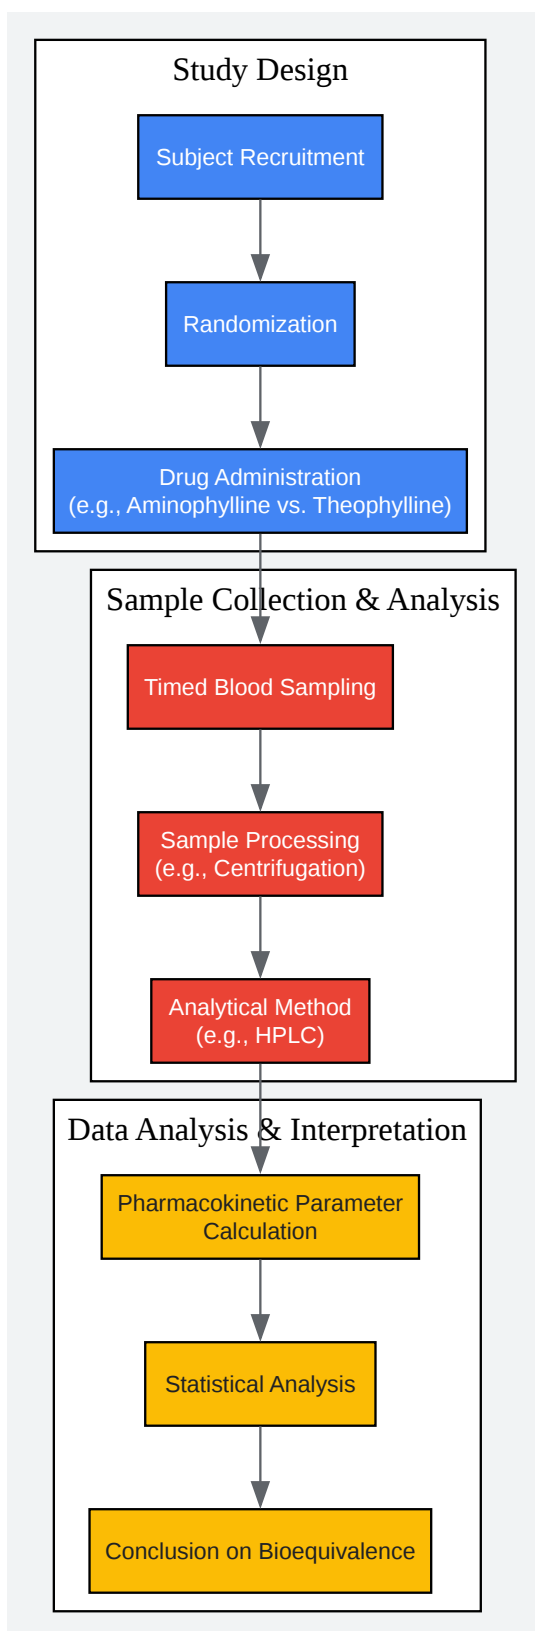 Study Design
Subject Recruitment
Randomization
Drug Administration
(e.g., Aminophylline vs. Theophylline)
Sample Collection & Analysis
Timed Blood Sampling
Sample Processing
(e.g., Centrifugation)
Analytical Method
(e.g., HPLC)
Data Analysis & Interpretation
Pharmacokinetic Parameter
Calculation
Statistical Analysis
Conclusion on Bioequivalence